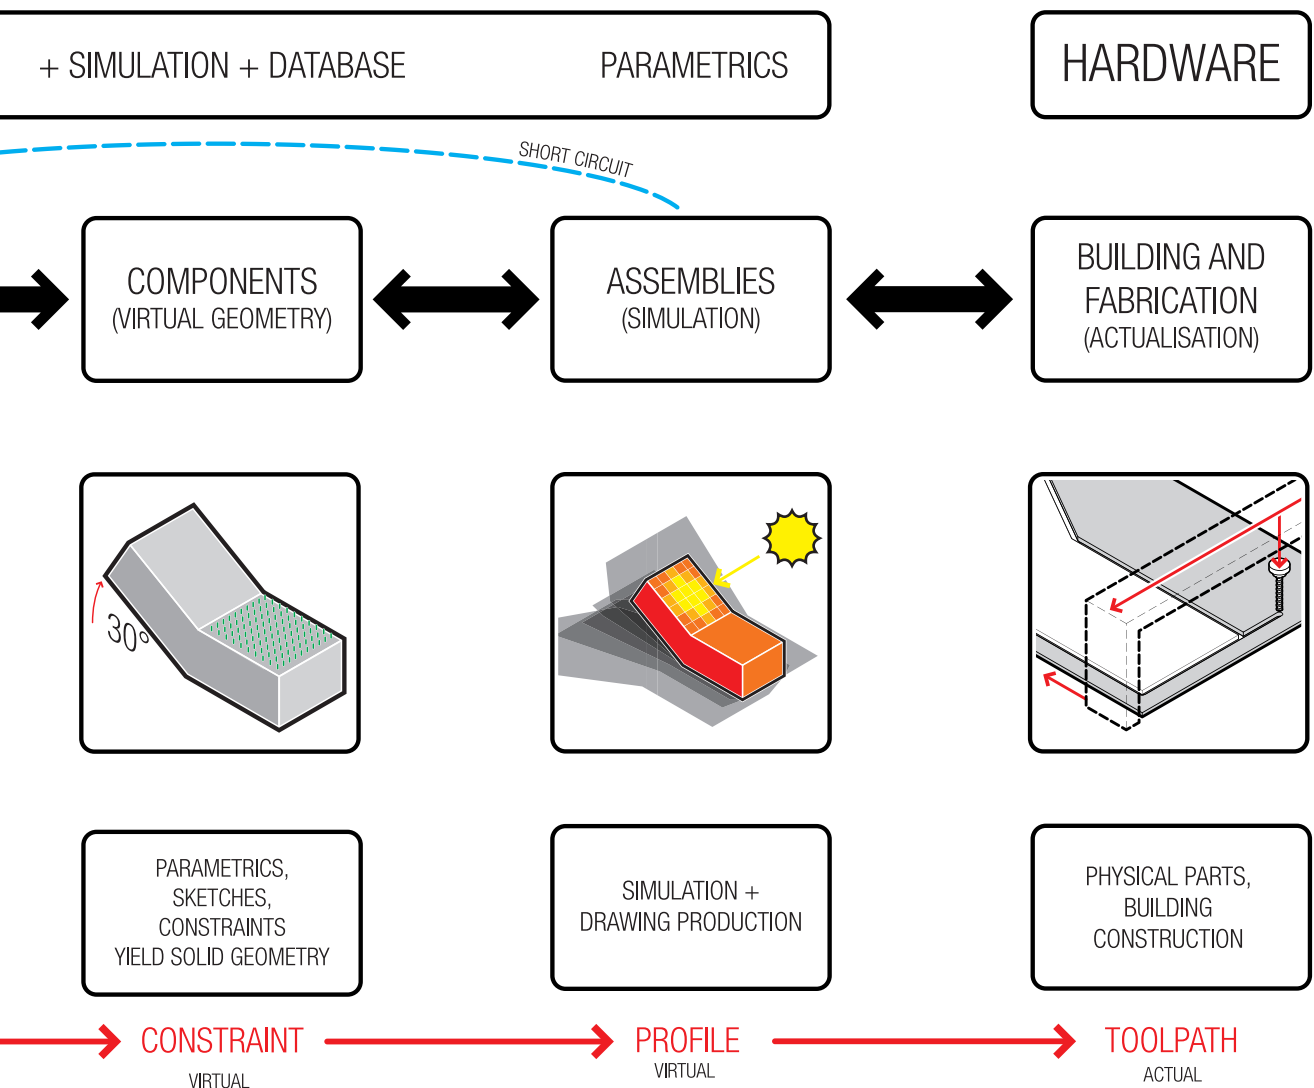 + SIMULATION + DATABASE
PARAMETRICS
HARDWARE
SHORT CIRCUIT
COMPONENTS
(VIRTUAL GEOMETRY)
ASSEMBLIES
(SIMULATION)
BUILDING AND
FABRICATION
(ACTUALISATION)
30°
PARAMETRICS,
SKETCHES,
CONSTRAINTS
YIELD SOLID GEOMETRY
SIMULATION +
DRAWING PRODUCTION
PHYSICAL PARTS,
BUILDING
CONSTRUCTION
CONSTRAINT
VIRTUAL
PROFILE
VIRTUAL
TOOLPATH
ACTUAL